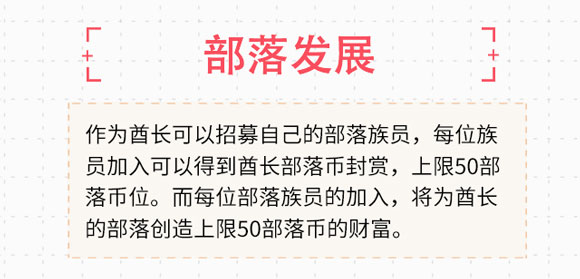 部落发展
作为酋长可以招募自己的部落族员，每位族
员加入可以得到酋长部落币封赏，上限50部
落币位。而每位部落族员的加入，将为酋长
的部落创造上限50部落币的财富。